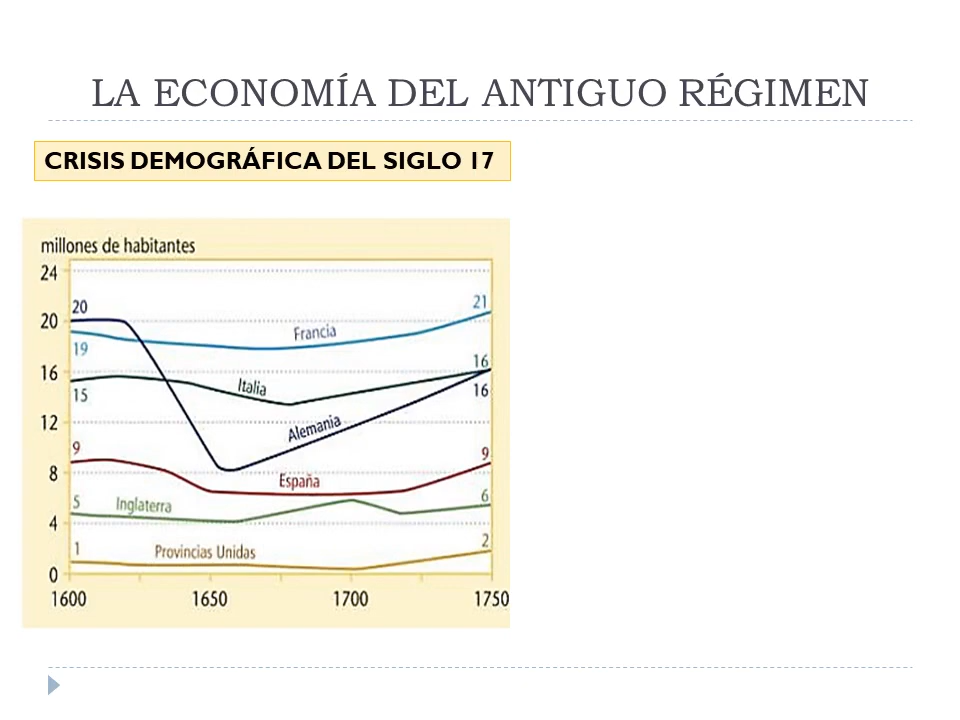 LA ECONOMÍA DEL ANTIGUO RÉGIMEN
CRISIS DEMOGRÁFICA DEL SIGLO 17
millones de habitantes
24
20
16
12
8
4
0
1600
1650
1700
1750
20
19
15
9
5
1
Francia
Italia
Alemania
España
Inglaterra
Provincias Unidas
21
16
16
9
6
2